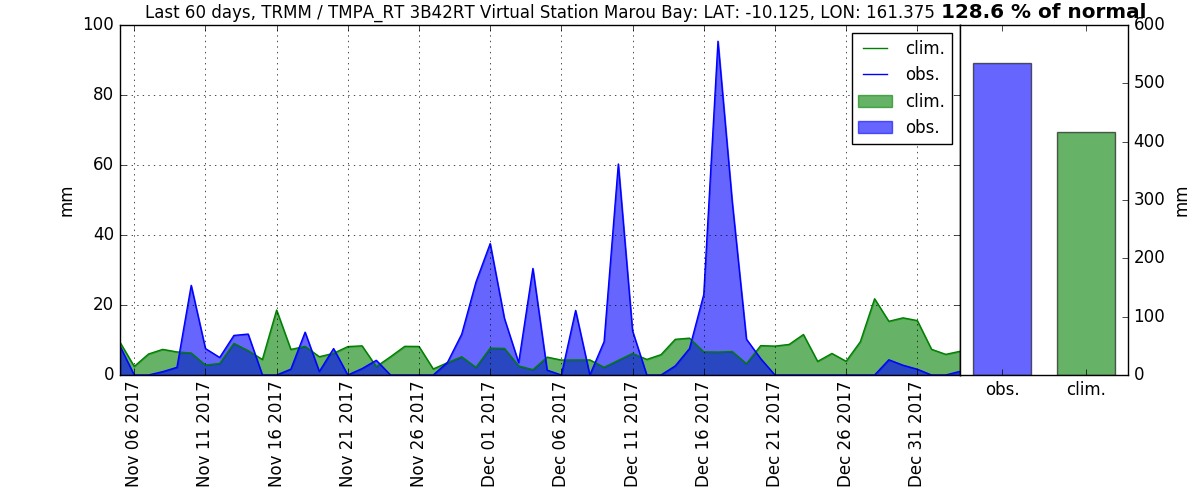 Last 60 days, TRMM / TMPA_RT 3B42RT Virtual Station Marou Bay: LAT: -10.125, LON: 161.375 128.6 % of normal
100
80
60
40
20
0
mm
clim.
obs.
clim.
obs.
600
500
400
300
200
100
0
mm
obs.
clim.
Nov 06 2017
Nov 11 2017
Nov 16 2017
Nov 21 2017
Nov 26 2017
Dec 01 2017
Dec 06 2017
Dec 11 2017
Dec 16 2017
Dec 21 2017
Dec 26 2017
Dec 31 2017